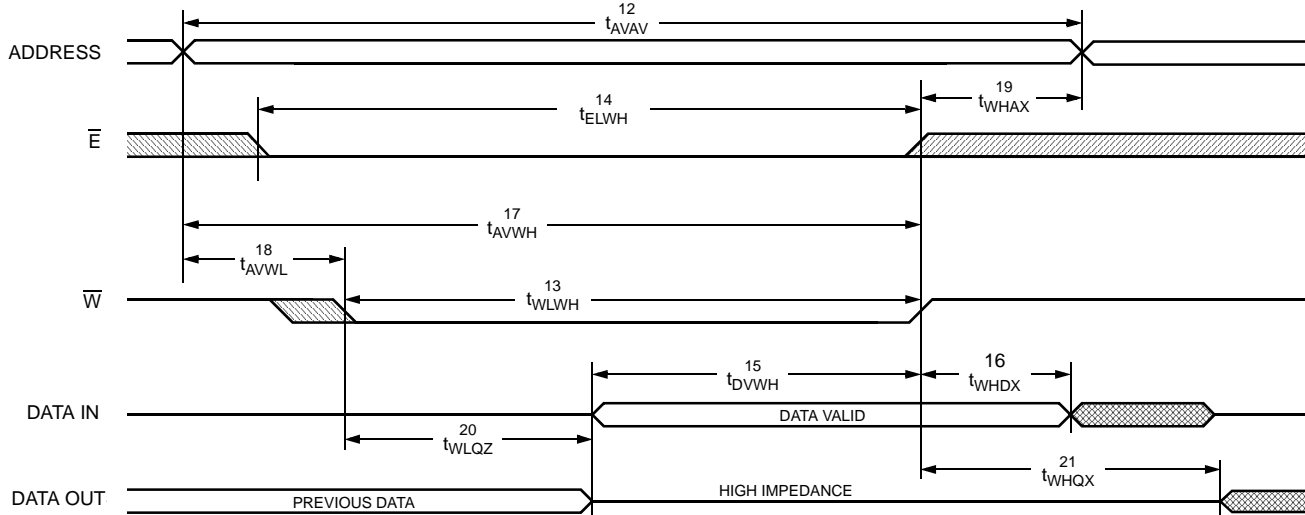 12
tAVAV
ADDRESS
14
tELWH
19
tWHAX
E
17
tAVWH
18
tAVWL
W
13
tWLWH
15
tDVWH
16
tWHDX
DATA IN
DATA VALID
20
tWLQZ
21
tWHQX
DATA OUT
PREVIOUS DATA
HIGH IMPEDANCE